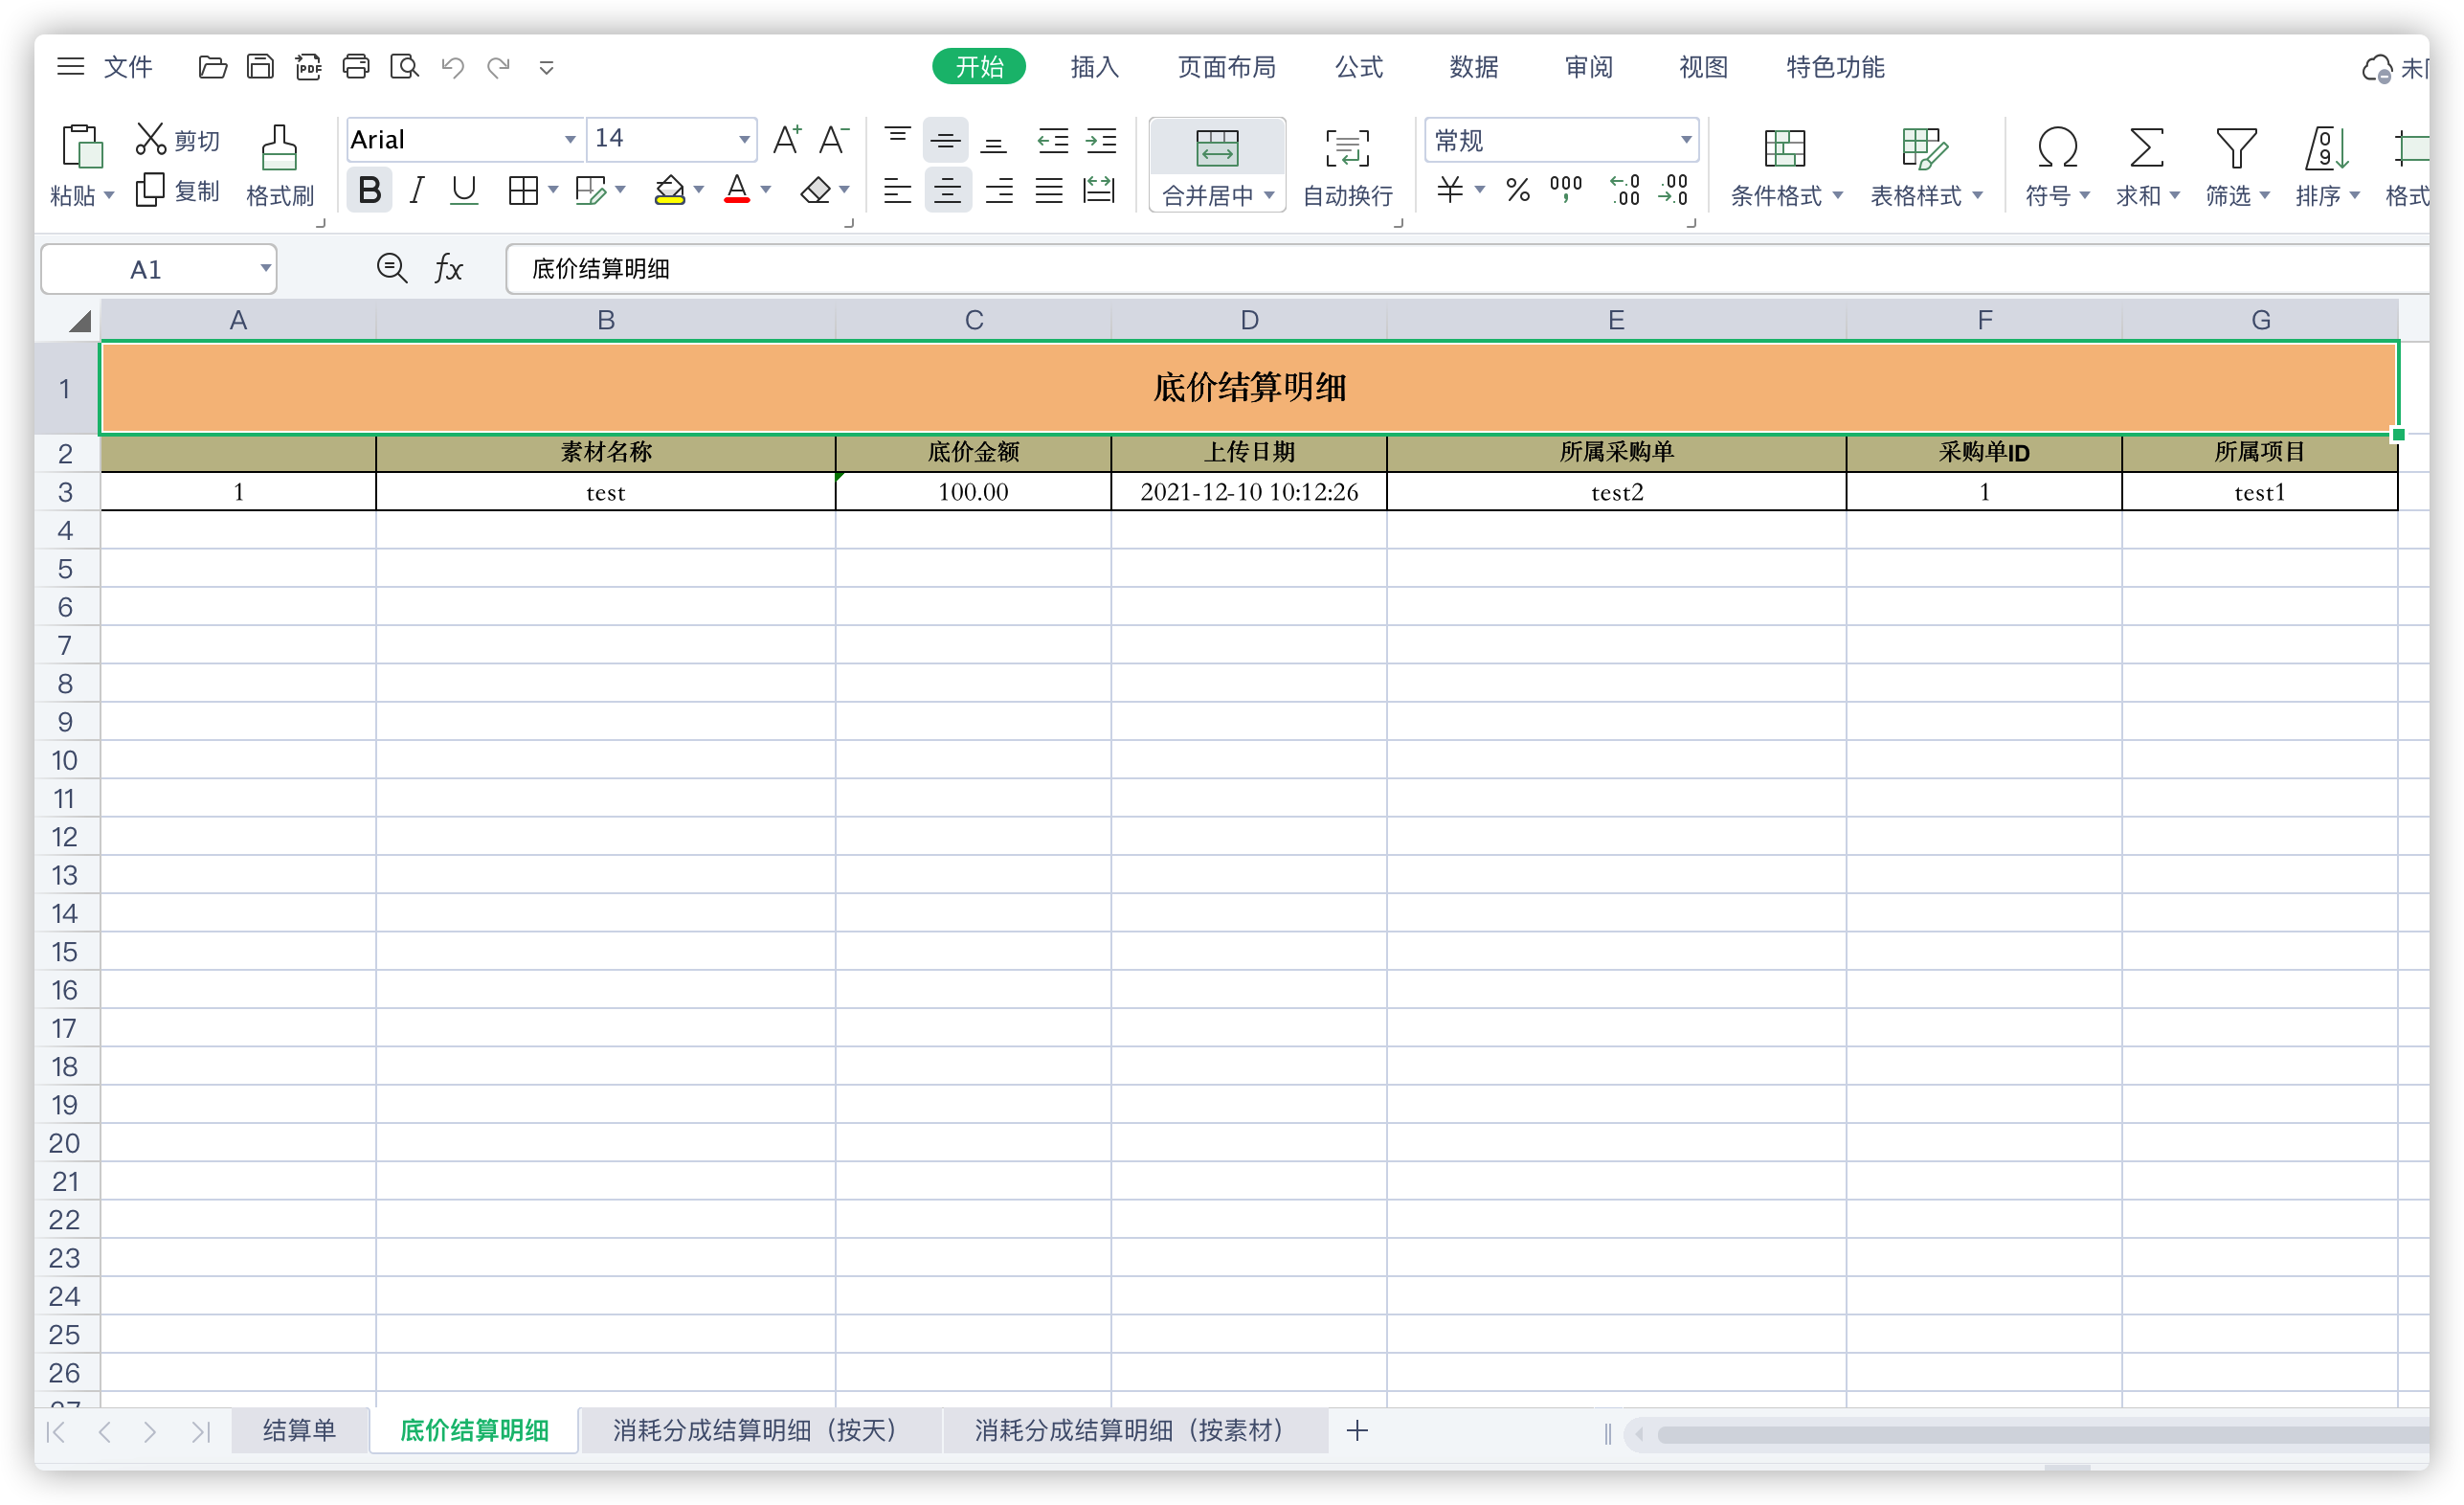 文件 开始 插入 页面布局 公式 数据 审阅 视图 特色功能
剪切 Arial 14 A+ A- 常规
粘贴 复制 格式刷 B I U A 合并居中 自动换行 ¥ % 000 .0 .00 .00 .0 条件格式 表格样式 符号 求和 筛选 排序 格式
A1 fx 底价结算明细
A B C D E F G
1 底价结算明细
2 素材名称 底价金额 上传日期 所属采购单 采购单ID 所属项目
3 1 test 100.00 2021-12-10 10:12:26 test2 1 test1
4
5
6
7
8
9
10
11
12
13
14
15
16
17
18
19
20
21
22
23
24
25
26
结算单 底价结算明细 消耗分成结算明细（按天） 消耗分成结算明细（按素材） +